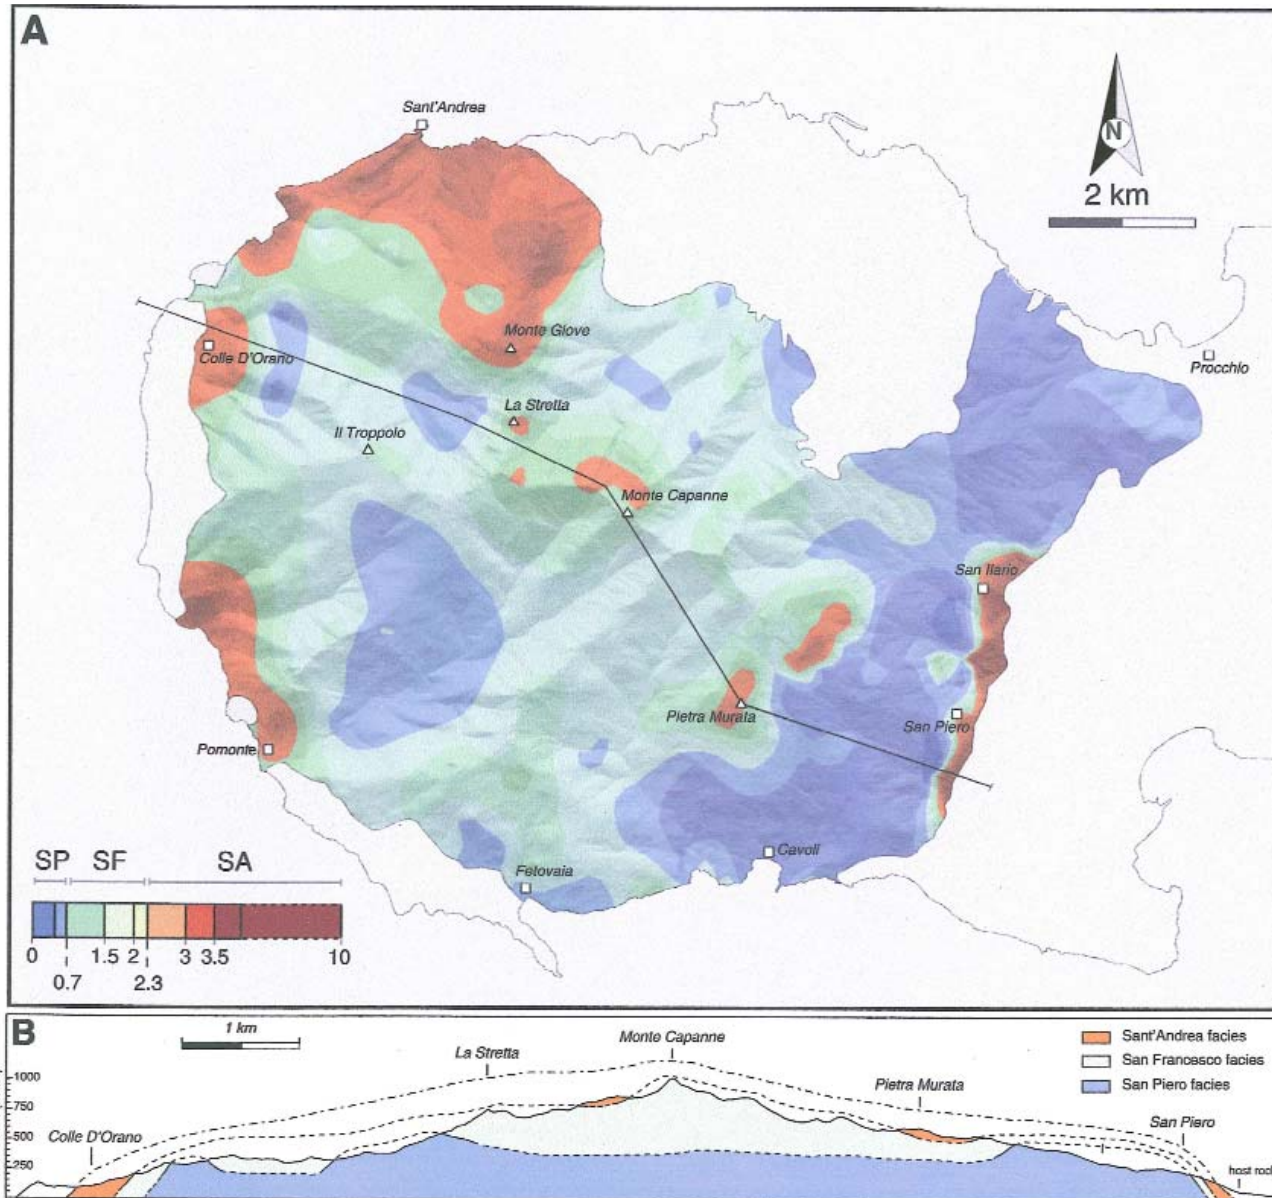 A
Sant'Andrea
N
2 km
Monte Giove
Colle D'Orano
Procchio
La Stretta
Il Troppolo
Monte Capanne
San Ilario
Pietra Murata
San Piero
Pomonte
Cavoli
Fetovaia
SP SF SA
0 1.5 2 3 3.5 10
0.7 2.3
B
1 km
Monte Capanne
La Stretta
Pietra Murata
San Piero
Colle D'Orano
Sant'Andrea facies
San Francesco facies
San Piero facies
1000
750
500
250
host rock